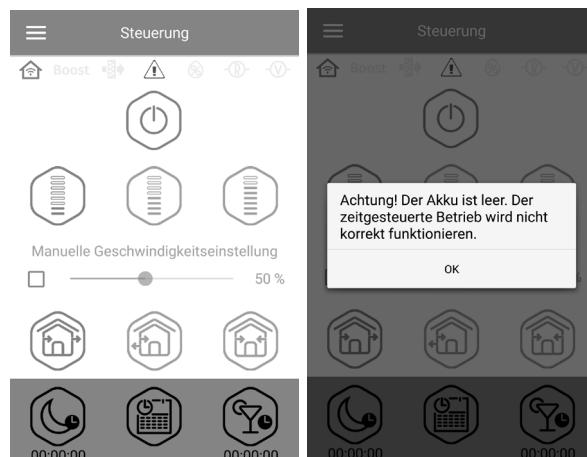 Steuerung
Boost
Manuelle Geschwindigkeitseinstellung
50 %
00:00:00
00:00:00
Steuerung
Boost
Achtung! Der Akku ist leer. Der
zeitgesteuerte Betrieb wird nicht
korrekt funktionieren.
OK
00:00:00
00:00:00